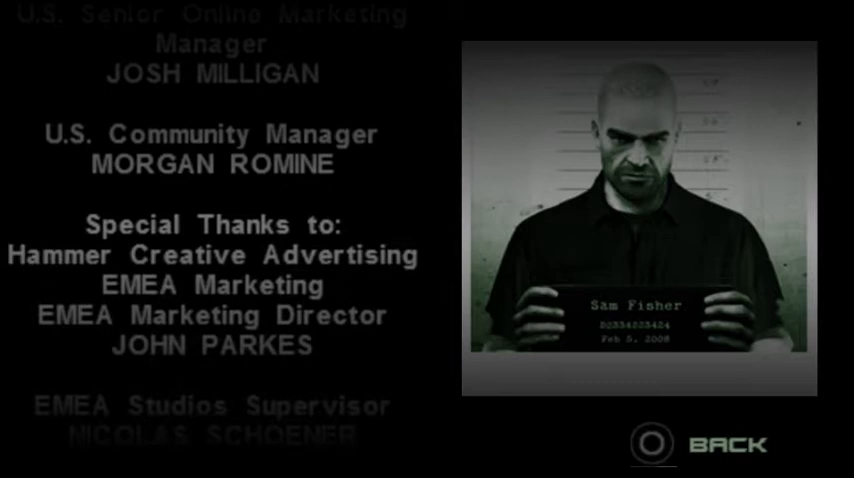 U.S. Senior Online Marketing
Manager
JOSH MILLIGAN
U.S. Community Manager
MORGAN ROMINE
Special Thanks to:
Hammer Creative Advertising
EMEA Marketing
EMEA Marketing Director
JOHN PARKES
EMEA Studios Supervisor
NICOLAS SCHOENER
Sam Fisher
Feb 5, 2008
BACK